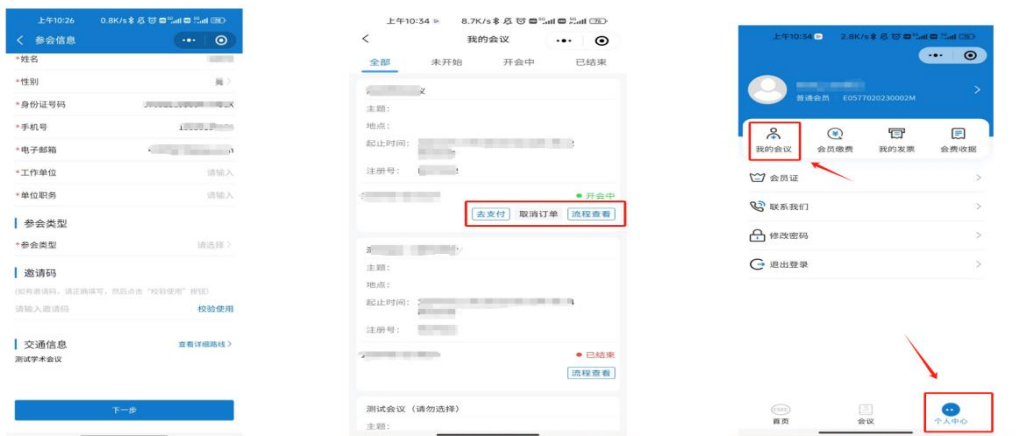 上午10:26 0.8K/s
参会信息
*姓名
*性别
*身份证号码
*手机号
*电子邮箱
*工作单位 请输入
*单位职务 请输入
参会类型
*参会类型 请选择
邀请码
(如有邀请码，请正确填写，然后点击“校验使用”按钮)
请输入邀请码 校验使用
交通信息 查看详细路线
测试学术会议
下一步
上午10:34 8.7K/s
我的会议
全部 未开始 开会中 已结束
主题：
地点：
起止时间：
注册号：
开会中
去支付 取消订单 流程查看
主题：
地点：
起止时间：
注册号：
已结束
流程查看
测试会议（请勿选择）
主题：
上午10:34 2.8K/s
普通会员 E0577020230002M
我的会议 会员缴费 我的发票 会费收据
会员证
联系我们
修改密码
退出登录
首页 会议 个人中心